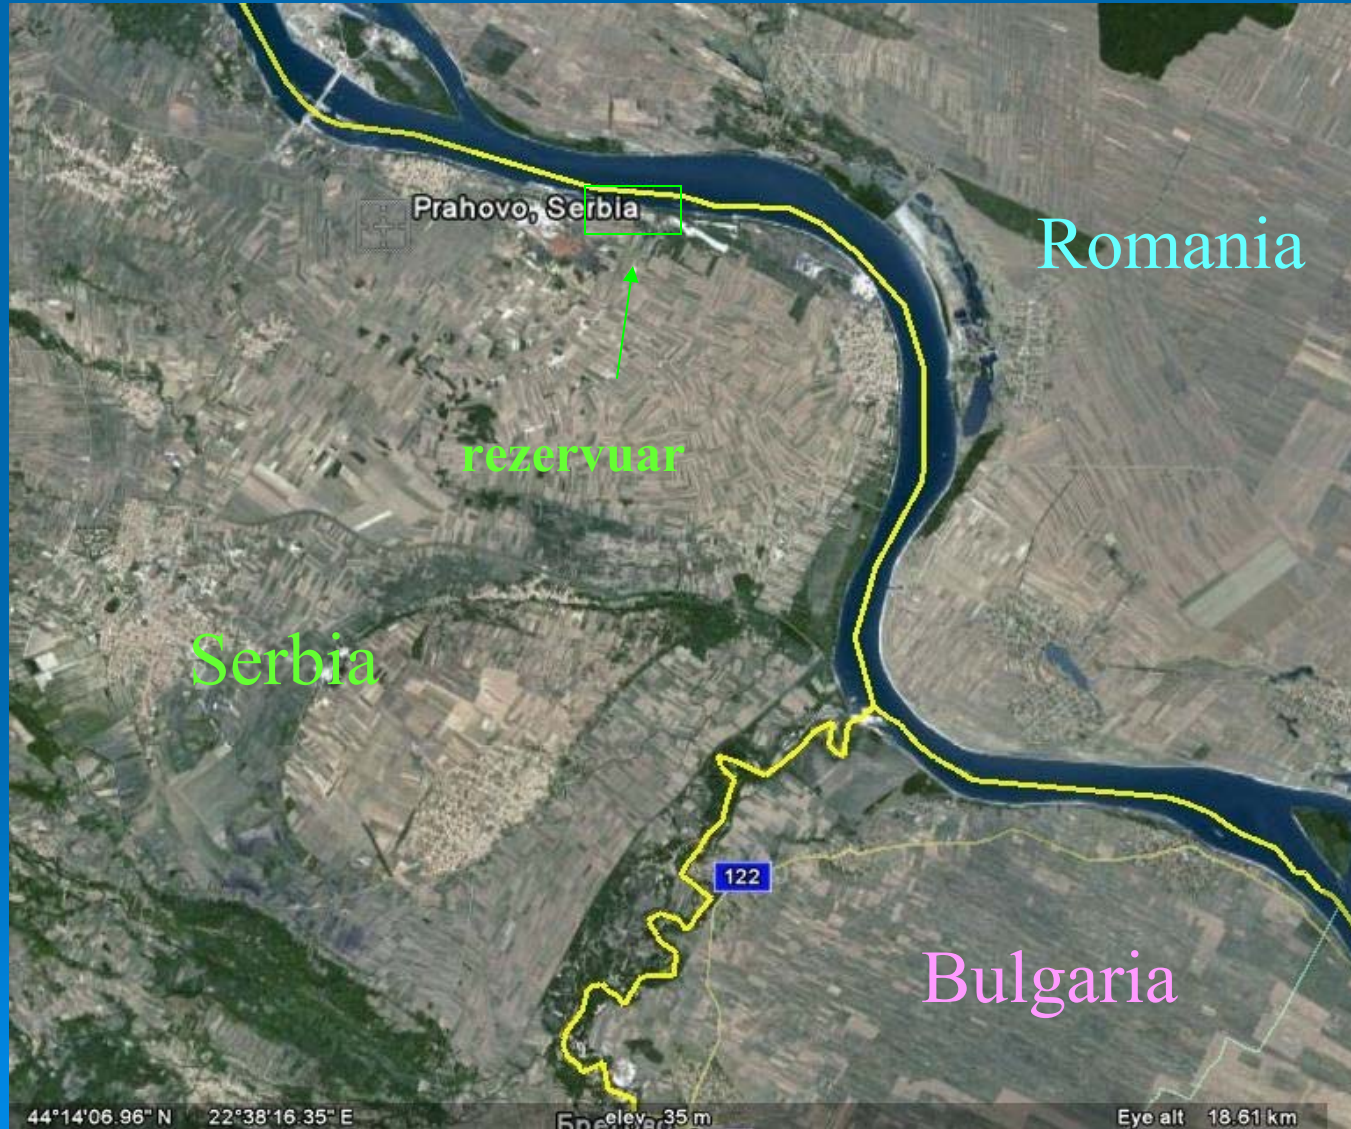 Prahovo, Serbia
Romania
rezervuar
Serbia
122
Bulgaria
44°14'06.96" N 22°38'16.35" E
elev 35 m
Eye alt 18.61 km